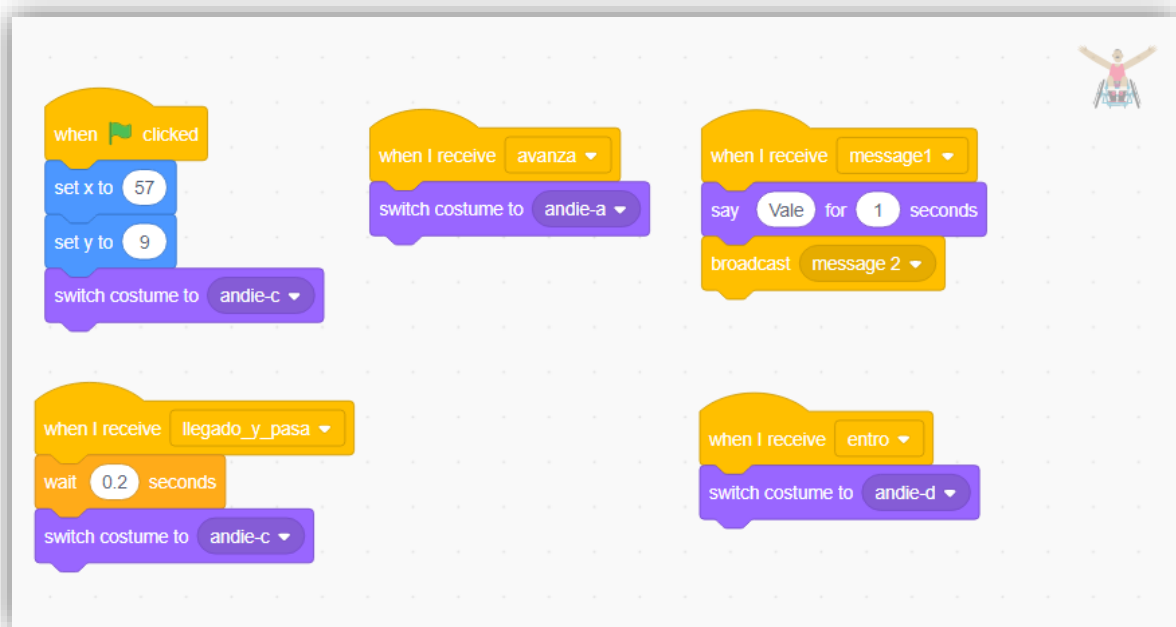 when clicked
set x to 57
set y to 9
switch costume to andie-c
when I receive avanza
switch costume to andie-a
when I receive message1
say Vale for 1 seconds
broadcast message 2
when I receive llegado_y_pasa
wait 0.2 seconds
switch costume to andie-c
when I receive entro
switch costume to andie-d